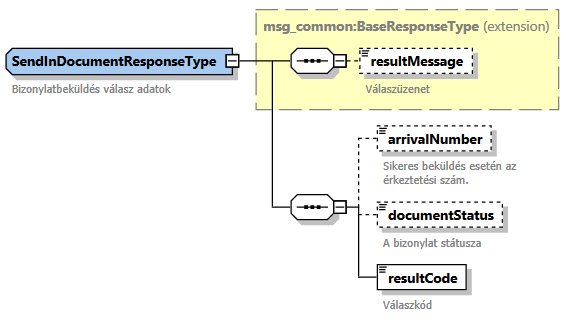 msg_common:BaseResponseType (extension)
SendInDocumentResponseType
Bizonylatbeküldés válasz adatok
resultMessage
Válaszüzenet
arrivalNumber
Sikeres beküldés esetén az
érkeztetési szám.
documentStatus
A bizonylat státusza
resultCode
Válaszkód